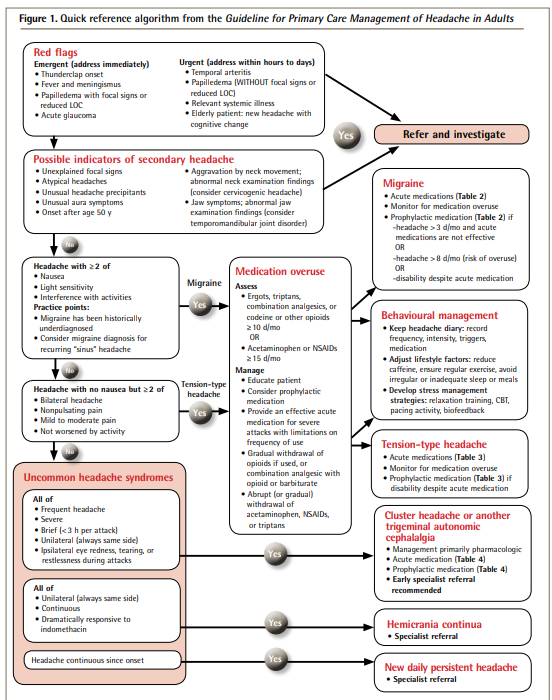 Figure 1. Quick reference algorithm from the Guideline for Primary Care Management of Headache in Adults
Red flags
Emergent (address immediately)
• Thunderclap onset
• Fever and meningismus
• Papilledema with focal signs or
reduced LOC
• Acute glaucoma
Urgent (address within hours to days)
• Temporal arteritis
• Papilledema (WITHOUT focal signs or
reduced LOC)
• Relevant systemic illness
• Elderly patient: new headache with
cognitive change
Yes
Refer and investigate
Possible indicators of secondary headache
• Unexplained focal signs
• Atypical headaches
• Unusual headache precipitants
• Unusual aura symptoms
• Onset after age 50 y
• Aggravation by neck movement;
abnormal neck examination findings
(consider cervicogenic headache)
• Jaw symptoms; abnormal jaw
examination findings (consider
temporomandibular joint disorder)
No
Headache with ≥2 of
• Nausea
• Light sensitivity
• Interference with activities
Practice points:
• Migraine has been historically
underdiagnosed
• Consider migraine diagnosis for
recurring "sinus" headache
Migraine
Yes
Headache with no nausea but ≥2 of
• Bilateral headache
• Nonpulsating pain
• Mild to moderate pain
• Not worsened by activity
Tension-type
headache
Yes
No
Medication overuse
Assess
• Ergots, triptans,
combination analgesics, or
codeine or other opioids
≥10 d/mo
OR
• Acetaminophen or NSAIDs
≥15 d/mo
Manage
• Educate patient
• Consider prophylactic
medication
• Provide an effective acute
medication for severe
attacks with limitations on
frequency of use
• Gradual withdrawal of
opioids if used, or
combination analgesic with
opioid or barbiturate
• Abrupt (or gradual)
withdrawal of
acetaminophen, NSAIDs,
or triptans
Migraine
• Acute medications (Table 2)
• Monitor for medication overuse
• Prophylactic medication (Table 2) if
-headache >3 d/mo and acute
medications are not effective
OR
-headache >8 d/mo (risk of overuse)
OR
-disability despite acute medication
Behavioural management
• Keep headache diary: record
frequency, intensity, triggers,
medication
• Adjust lifestyle factors: reduce
caffeine, ensure regular exercise, avoid
irregular or inadequate sleep or meals
• Develop stress management
strategies: relaxation training, CBT,
pacing activity, biofeedback
Tension-type headache
• Acute medications (Table 3)
• Monitor for medication overuse
• Prophylactic medication (Table 3) if
disability despite acute medication
Uncommon headache syndromes
All of
• Frequent headache
• Severe
• Brief (<3 h per attack)
• Unilateral (always same side)
• Ipsilateral eye redness, tearing, or
restlessness during attacks
Yes
Cluster headache or another
trigeminal autonomic
cephalalgia
• Management primarily pharmacologic
• Acute medication (Table 4)
• Prophylactic medication (Table 4)
• Early specialist referral
recommended
All of
• Unilateral (always same side)
• Continuous
• Dramatically responsive to
indomethacin
Yes
Hemicrania continua
• Specialist referral
Headache continuous since onset
Yes
New daily persistent headache
• Specialist referral